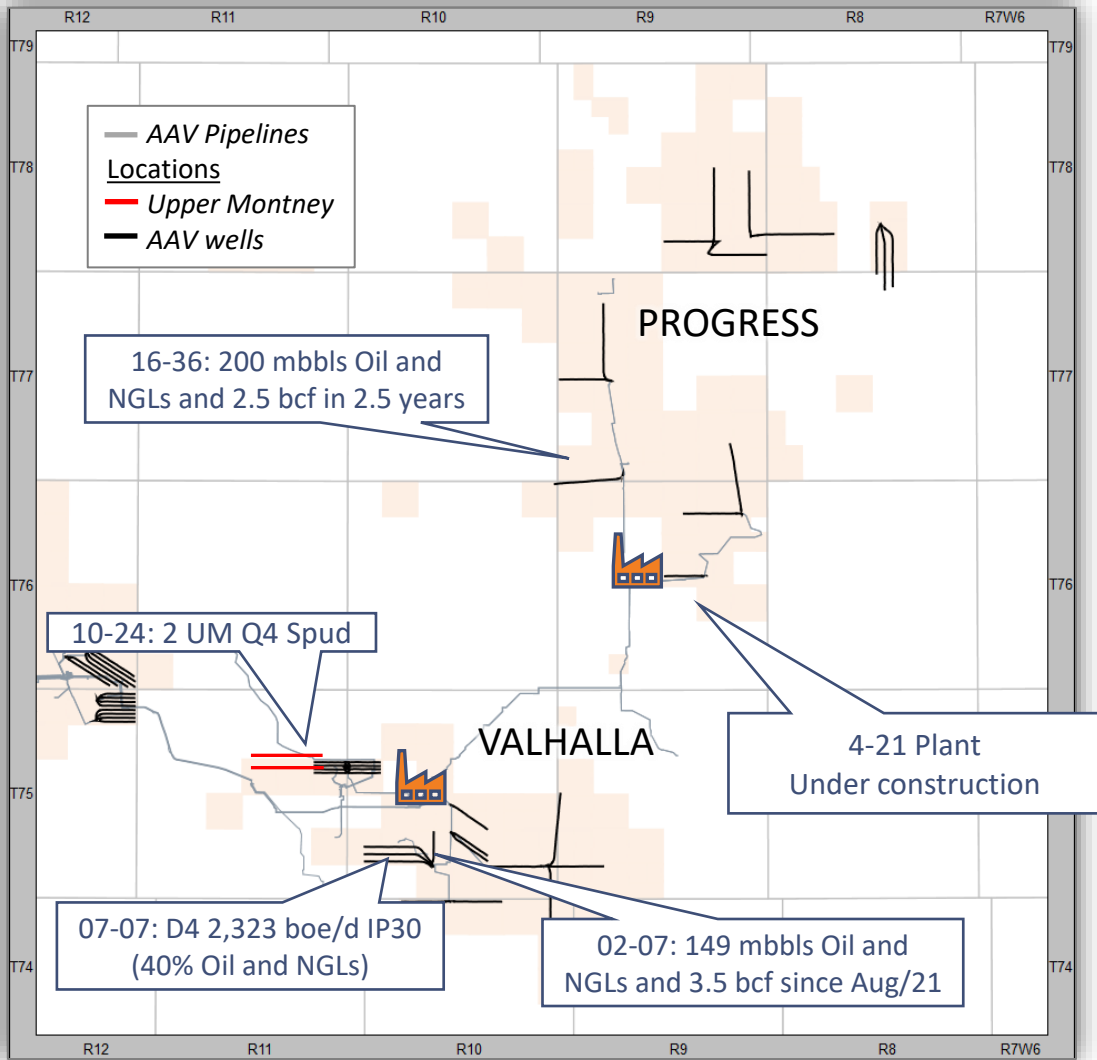 R12 R11 R10 R9 R8 R7W6
T79 T79
AAV Pipelines
Locations
Upper Montney
AAV wells
T78 T78
PROGRESS
16-36: 200 mbbls Oil and
NGLs and 2.5 bcf in 2.5 years
T77 T77
T76 T76
10-24: 2 UM Q4 Spud
VALHALLA
4-21 Plant
Under construction
T75 T75
07-07: D4 2,323 boe/d IP30
(40% Oil and NGLs)
02-07: 149 mbbls Oil and
NGLs and 3.5 bcf since Aug/21
T74 T74
R12 R11 R10 R9 R8 R7W6